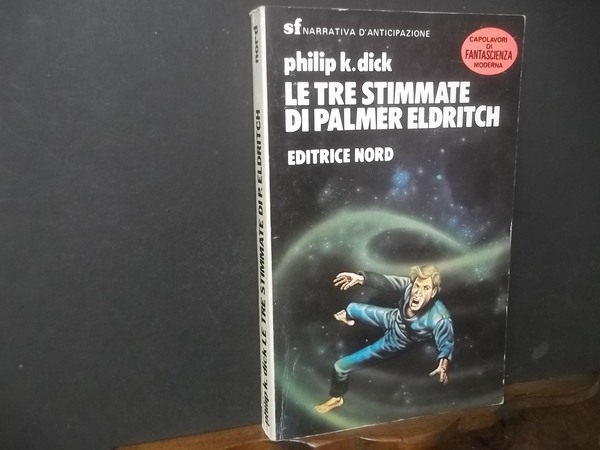 sf NARRATIVA D'ANTICIPAZIONE
philip k. dick
LE TRE STIMMATE
DI PALMER ELDRITCH
EDITRICE NORD
CAPOLAVORI
DI
FANTASCIENZA
MODERNA
philip k. dick LE TRE STIMMATE DI P. ELDRITCH nord